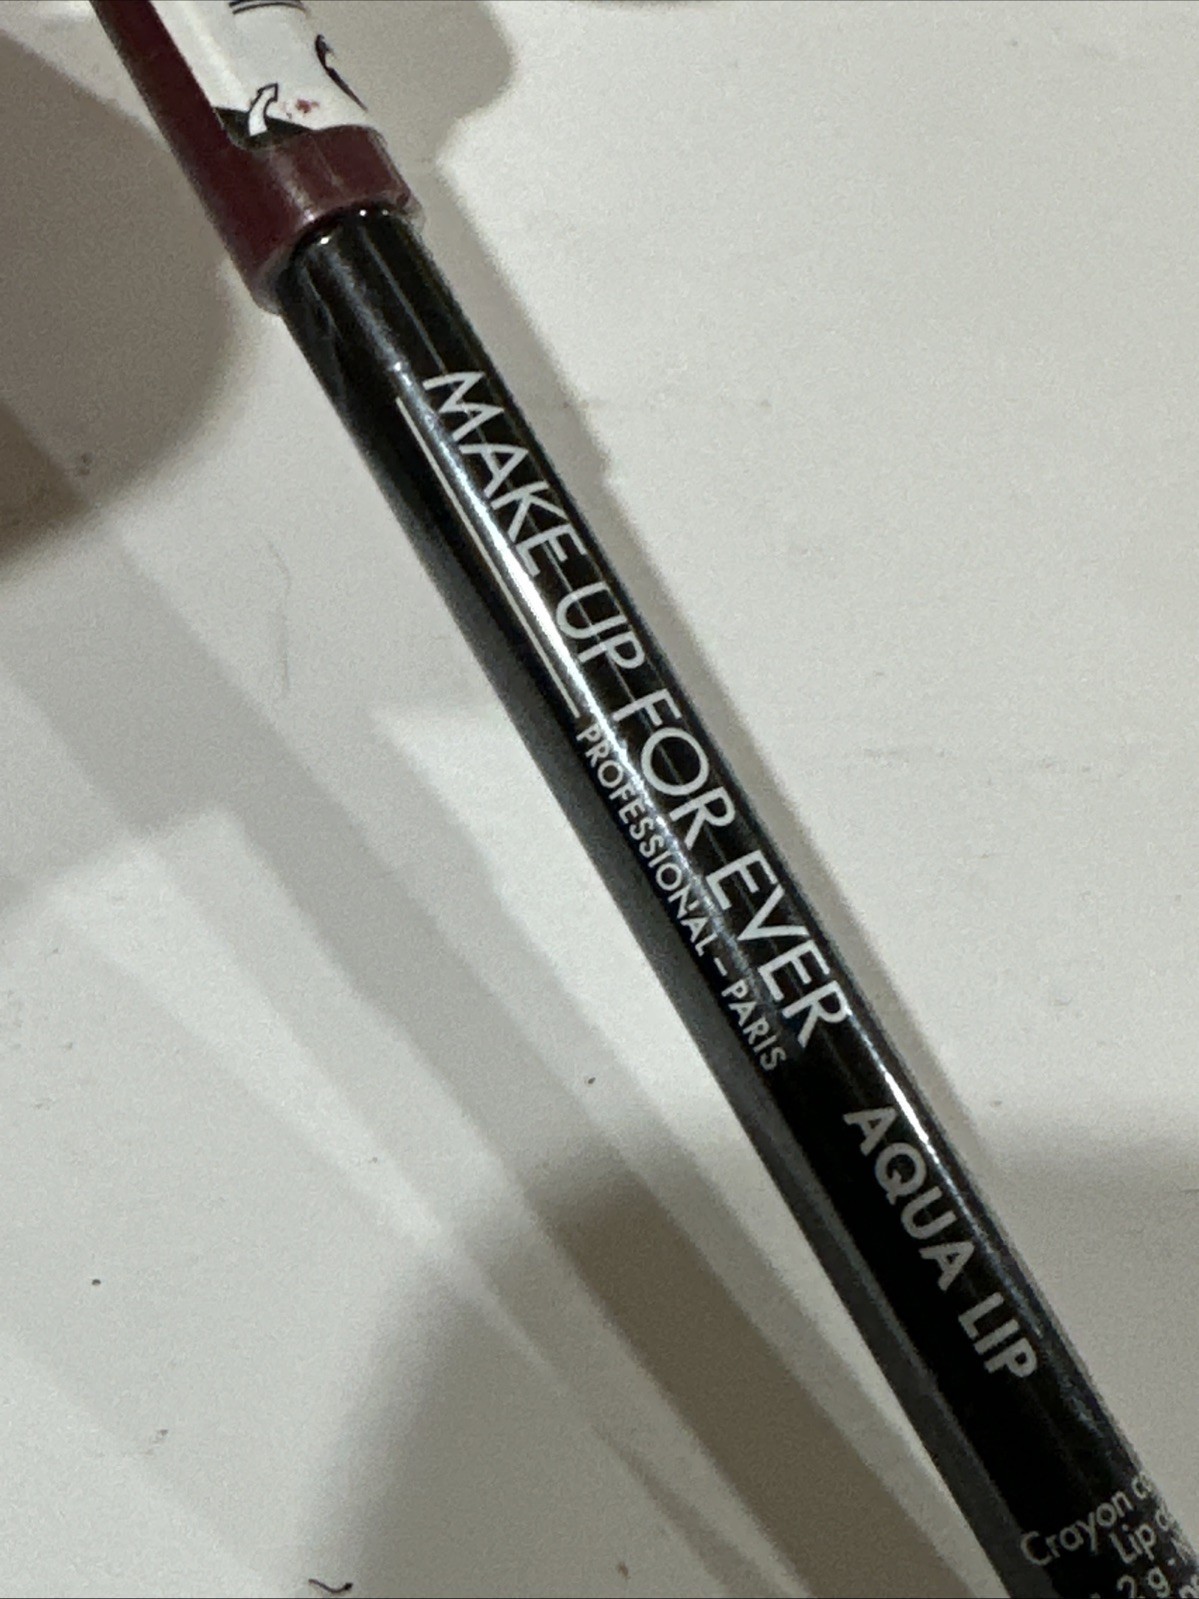 MAKE UP FOR EVER
PROFESSIONAL – PARIS
AQUA LIP
Crayon
Lip